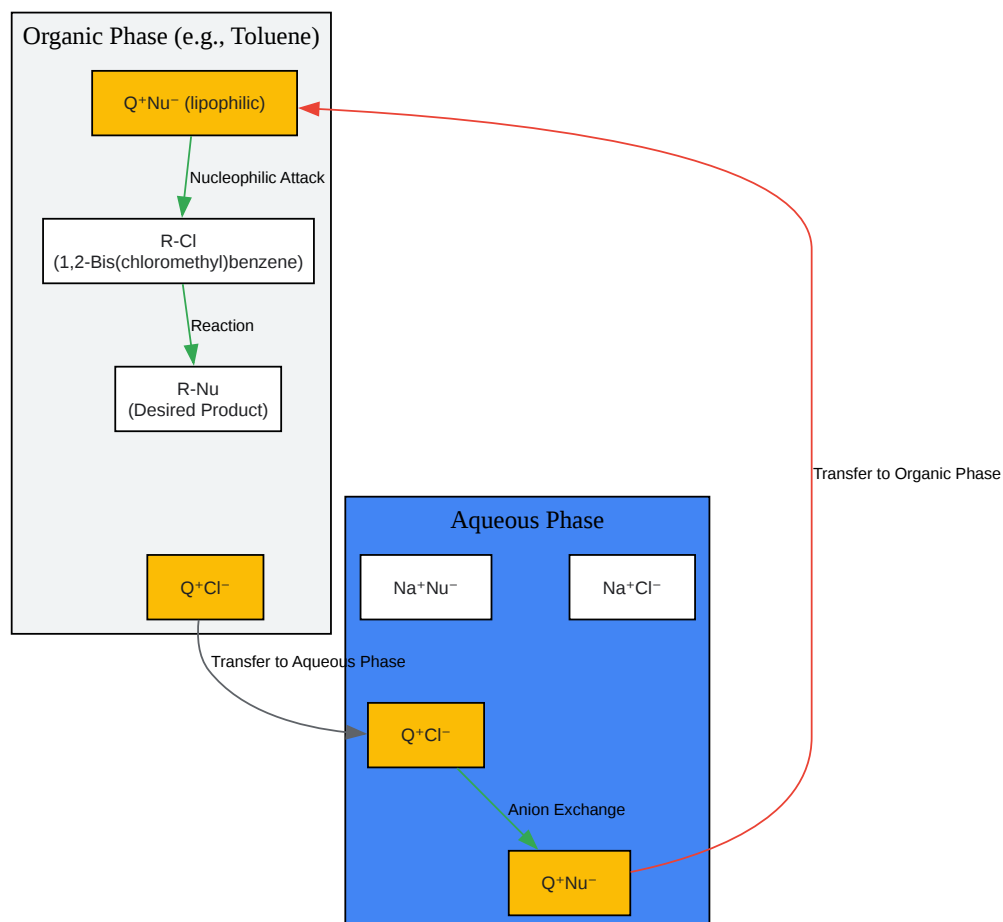 Organic Phase (e.g., Toluene)
Q⁺Nu⁻ (lipophilic)
Nucleophilic Attack
R-Cl
(1,2-Bis(chloromethyl)benzene)
Reaction
R-Nu
(Desired Product)
Transfer to Organic Phase
Aqueous Phase
Q⁺Cl⁻
Na⁺Nu⁻
Na⁺Cl⁻
Transfer to Aqueous Phase
Q⁺Cl⁻
Anion Exchange
Q⁺Nu⁻